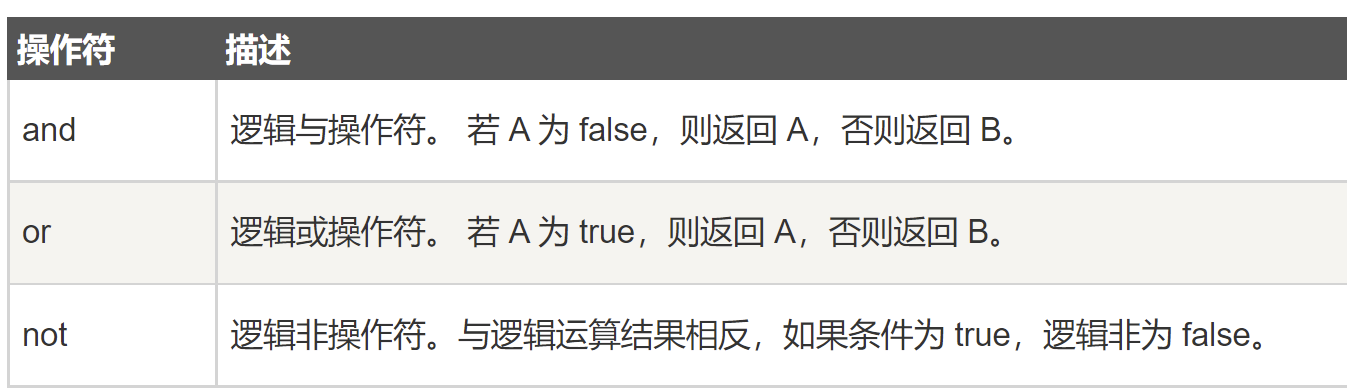 操作符 描述
and 逻辑与操作符。 若 A 为 false，则返回 A，否则返回 B。
or 逻辑或操作符。 若 A 为 true，则返回 A，否则返回 B。
not 逻辑非操作符。与逻辑运算结果相反，如果条件为 true，逻辑非为 false。